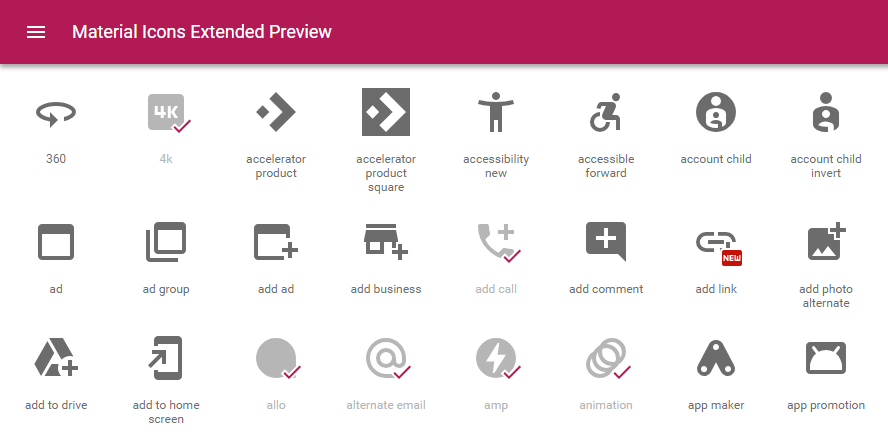 Material Icons Extended Preview
4K
360
4k
accelerator
product
accelerator
product
square
accessibility
new
accessible
forward
account child
account child
invert
NEW
ad
ad group
add ad
add business
add call
add comment
add link
add photo
alternate
add to drive
add to home
screen
allo
alternate email
amp
animation
app maker
app promotion